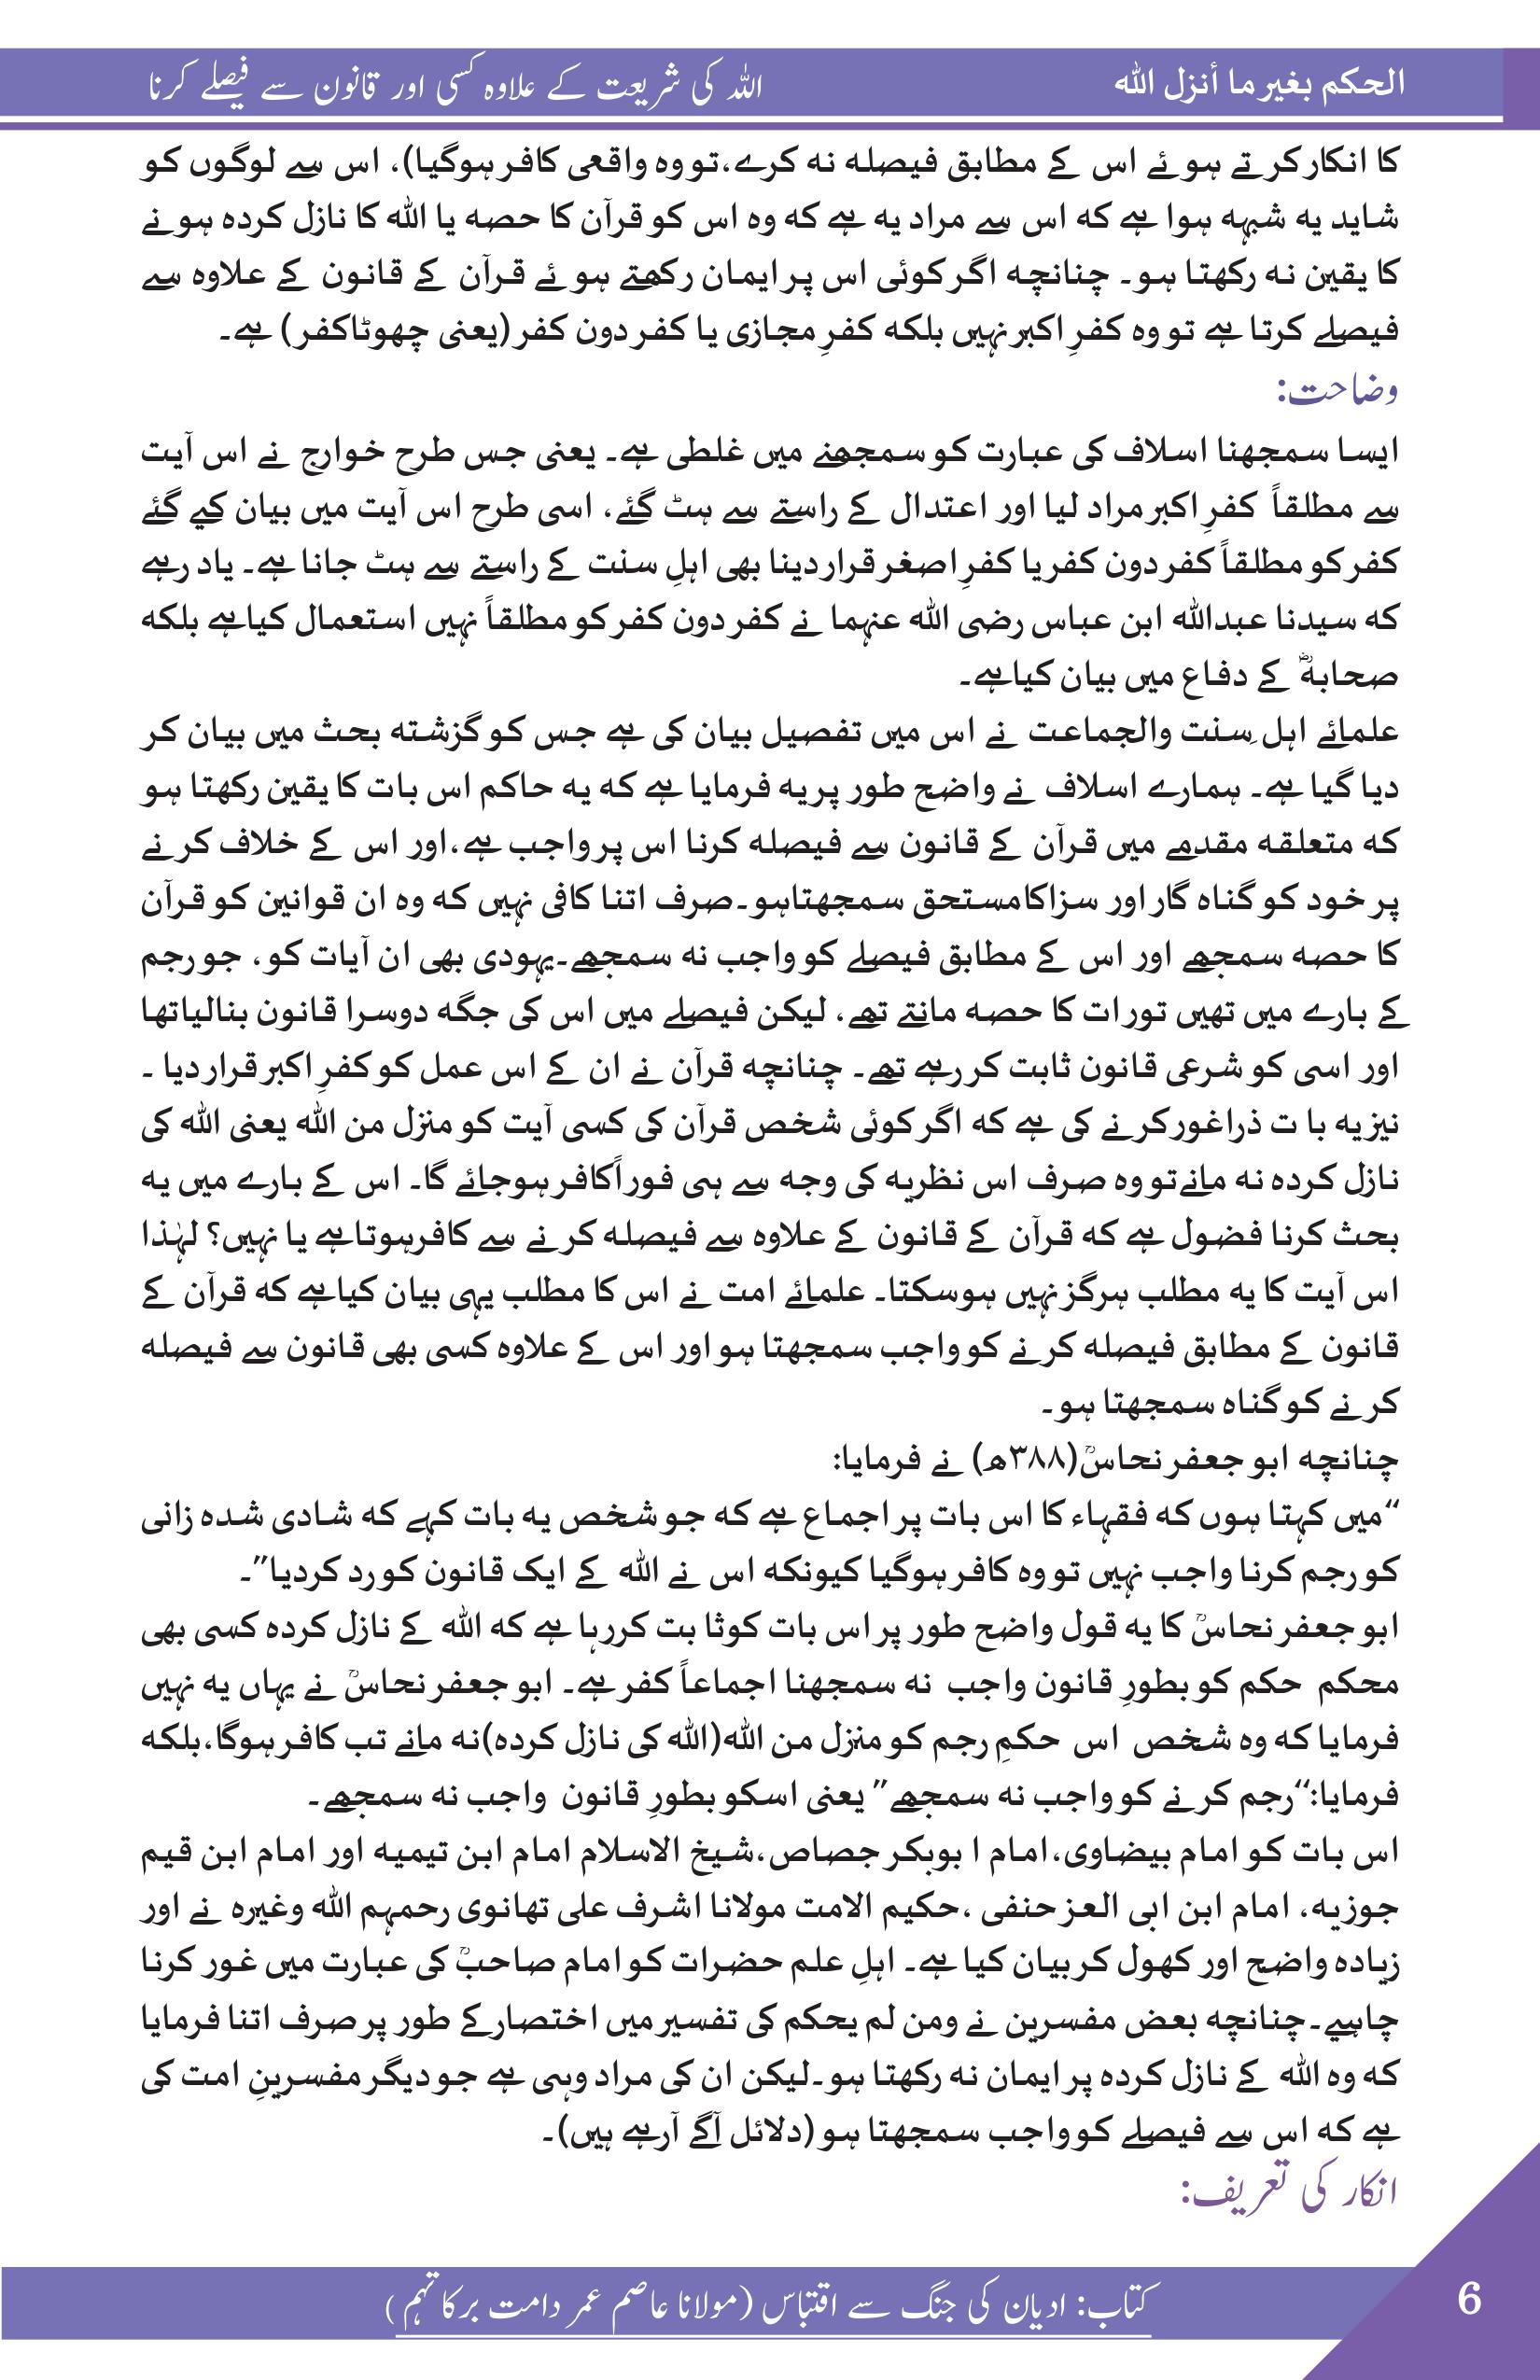 الحكم بغير ما أنزل الله
اللہ کی شریعت کے علاوہ کسی اور قانون سے فیصلے کرنا
کا انکار کرتے ہوئے اس کے مطابق فیصلہ نہ کرے،تو وہ واقعی کافر ہوگیا)، اس سے لوگوں کو
شاید یہ شبہہ ہوا ہے کہ اس سے مراد یہ ہے کہ وہ اس کو قرآن کا حصہ یا اللہ کا نازل کردہ ہونے
کا یقین نہ رکھتا ہو۔ چنانچہ اگر کوئی اس پر ایمان رکھتے ہوئے قرآن کے قانون کے علاوہ سے
فیصلے کرتا ہے تو وہ کفرِ اکبر نہیں بلکہ کفرِ مجازی یا کفر دون کفر (یعنی چھوٹاکفر) ہے۔
وضاحت:
ایسا سمجھنا اسلاف کی عبارت کو سمجھنے میں غلطی ہے۔ یعنی جس طرح خوارج نے اس آیت
سے مطلقاً کفرِ اکبر مراد لیا اور اعتدال کے راستے سے ہٹ گئے، اسی طرح اس آیت میں بیان کیے گئے
کفر کو مطلقاً کفر دون کفر یا کفرِ اصغر قرار دینا بھی اہلِ سنت کے راستے سے ہٹ جانا ہے۔ یاد رہے
کہ سیدنا عبداللہ ابن عباس رضی اللہ عنہما نے کفر دون کفر کو مطلقاً نہیں استعمال کیاہے بلکہ
صحابہؓ کے دفاع میں بیان کیاہے۔
علمائے اہلِ سنت والجماعت نے اس میں تفصیل بیان کی ہے جس کو گزشتہ بحث میں بیان کر
دیا گیا ہے۔ ہمارے اسلاف نے واضح طور پر یہ فرمایا ہے کہ یہ حاکم اس بات کا یقین رکھتا ہو
کہ متعلقہ مقدمے میں قرآن کے قانون سے فیصلہ کرنا اس پر واجب ہے،اور اس کے خلاف کرنے
پر خود کو گناہ گار اور سزاکامستحق سمجھتاہو۔صرف اتنا کافی نہیں کہ وہ ان قوانین کو قرآن
کا حصہ سمجھے اور اس کے مطابق فیصلے کو واجب نہ سمجھے۔یہودی بھی ان آیات کو، جو رجم
کے بارے میں تھیں تورات کا حصہ مانتے تھے، لیکن فیصلے میں اس کی جگہ دوسرا قانون بنالیاتھا
اور اسی کو شرعی قانون ثابت کر رہے تھے۔ چنانچہ قرآن نے ان کے اس عمل کو کفرِ اکبر قرار دیا ۔
نیز یہ با ت ذراغور کرنے کی ہے کہ اگر کوئی شخص قرآن کی کسی آیت کو منزل من اللہ یعنی اللہ کی
نازل کردہ نہ مانےتو وہ صرف اس نظریہ کی وجہ سے ہی فوراًکافر ہوجائے گا۔ اس کے بارے میں یہ
بحث کرنا فضول ہے کہ قرآن کے قانون کے علاوہ سے فیصلہ کرنے سے کافرہوتاہے یا نہیں؟ لہٰذا
اس آیت کا یہ مطلب ہرگز نہیں ہوسکتا۔ علمائے امت نے اس کا مطلب یہی بیان کیاہے کہ قرآن کے
قانون کے مطابق فیصلہ کرنے کو واجب سمجھتا ہو اور اس کے علاوہ کسی بھی قانون سے فیصلہ
کرنے کو گناہ سمجھتا ہو۔
چنانچہ ابو جعفر نحاسؒ(۳۸۸ھ) نے فرمایا:
“میں کہتا ہوں کہ فقہاء کا اس بات پر اجماع ہے کہ جو شخص یہ بات کہے کہ شادی شدہ زانی
کو رجم کرنا واجب نہیں تو وہ کافر ہوگیا کیونکہ اس نے اللہ کے ایک قانون کو رد کردیا”۔
ابو جعفر نحاسؒ کا یہ قول واضح طور پر اس بات کوثا بت کررہا ہے کہ اللہ کے نازل کردہ کسی بھی
محکم حکم کو بطورِ قانون واجب نہ سمجھنا اجماعاً کفر ہے۔ ابو جعفر نحاسؒ نے یہاں یہ نہیں
فرمایا کہ وہ شخص اس حکمِ رجم کو منزل من اللہ(اللہ کی نازل کردہ)نہ مانے تب کافر ہوگا،بلکہ
فرمایا:“رجم کرنے کو واجب نہ سمجھے” یعنی اسکو بطورِ قانون واجب نہ سمجھے۔
اس بات کو امام بیضاوی،امام ا بوبکر جصاص،شیخ الاسلام امام ابن تیمیہ اور امام ابن قیم
جوزیہ، امام ابن ابی العز حنفی ،حکیم الامت مولانا اشرف علی تھانوی رحمہم اللہ وغیرہ نے اور
زیادہ واضح اور کھول کر بیان کیا ہے۔ اہلِ علم حضرات کو امام صاحبؒ کی عبارت میں غور کرنا
چاہیے۔چنانچہ بعض مفسرین نے ومن لم یحکم کی تفسیر میں اختصارکے طور پر صرف اتنا فرمایا
کہ وہ اللہ کے نازل کردہ پر ایمان نہ رکھتا ہو۔لیکن ان کی مراد وہی ہے جو دیگر مفسرینِ امت کی
ہے کہ اس سے فیصلے کو واجب سمجھتا ہو (دلائل آگے آرہے ہیں)۔
انکار کی تعریف:
کتاب: ادیان کی جنگ سے اقتباس (مولانا عاصم عمر دامت برکاتہم)
6